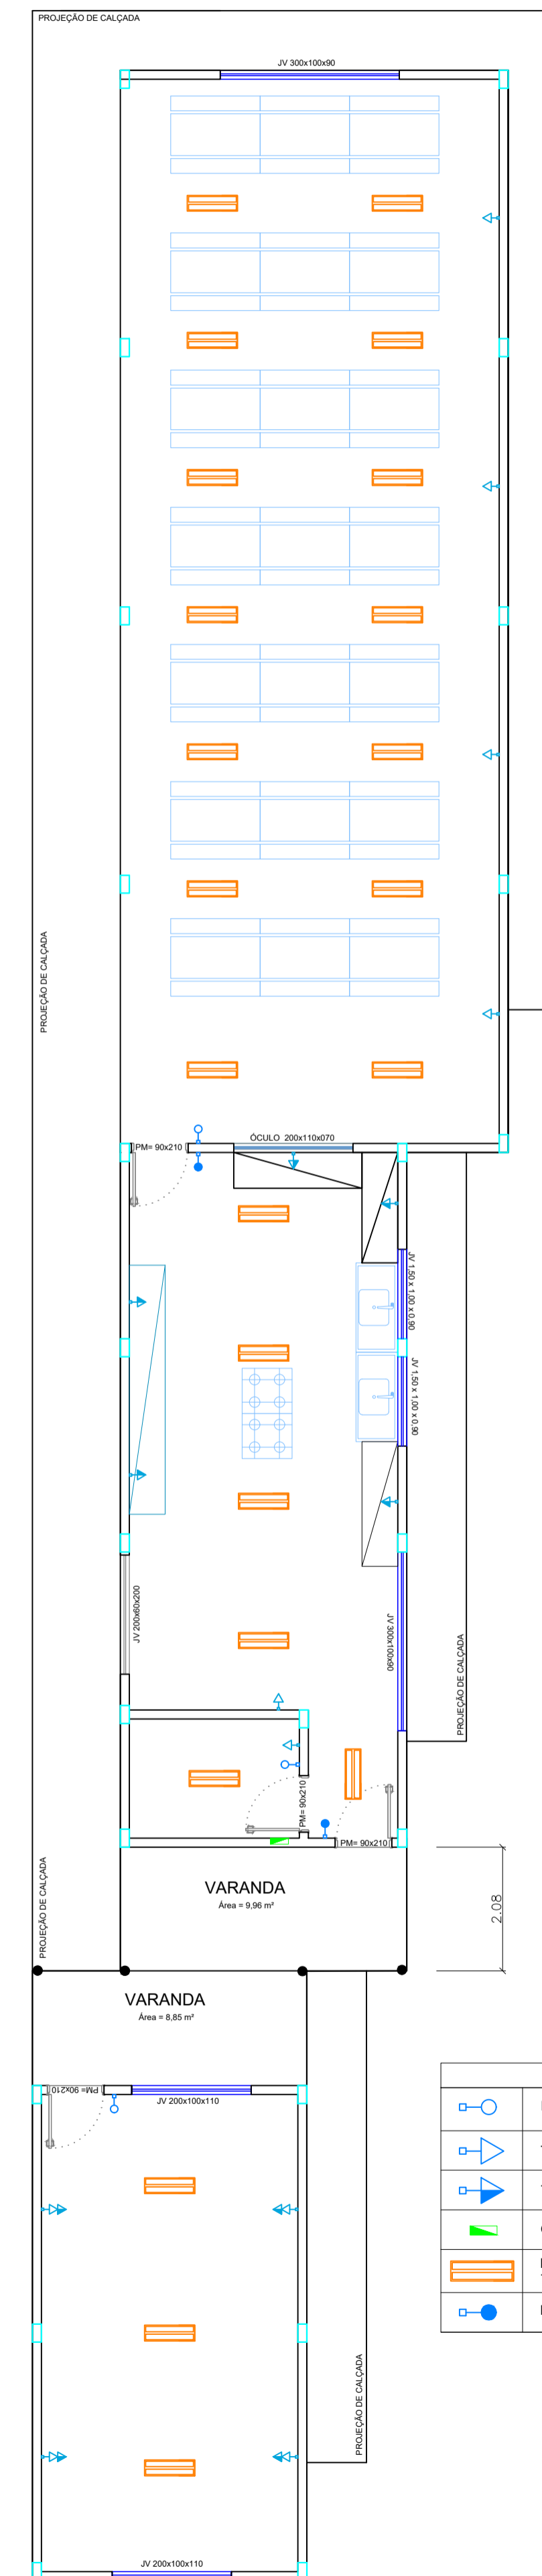 PROJEÇÃO DE CALÇADA
JV 300x100x90
PROJEÇÃO DE CALÇADA
ÓCULO 200x110x070
PM= 90x210
JV 1,50 x 1,00 x 0,90
JV 1,50 x 1,00 x 0,90
JV 200x60x200
JV 300x100x90
PROJEÇÃO DE CALÇADA
PM= 90x210
PM= 90x210
VARANDA
Área = 9,96 m²
PROJEÇÃO DE CALÇADA
2.08
VARANDA
Área = 8,85 m²
PM= 90x210
JV 200x100x110
PROJEÇÃO DE CALÇADA
JV 200x100x110